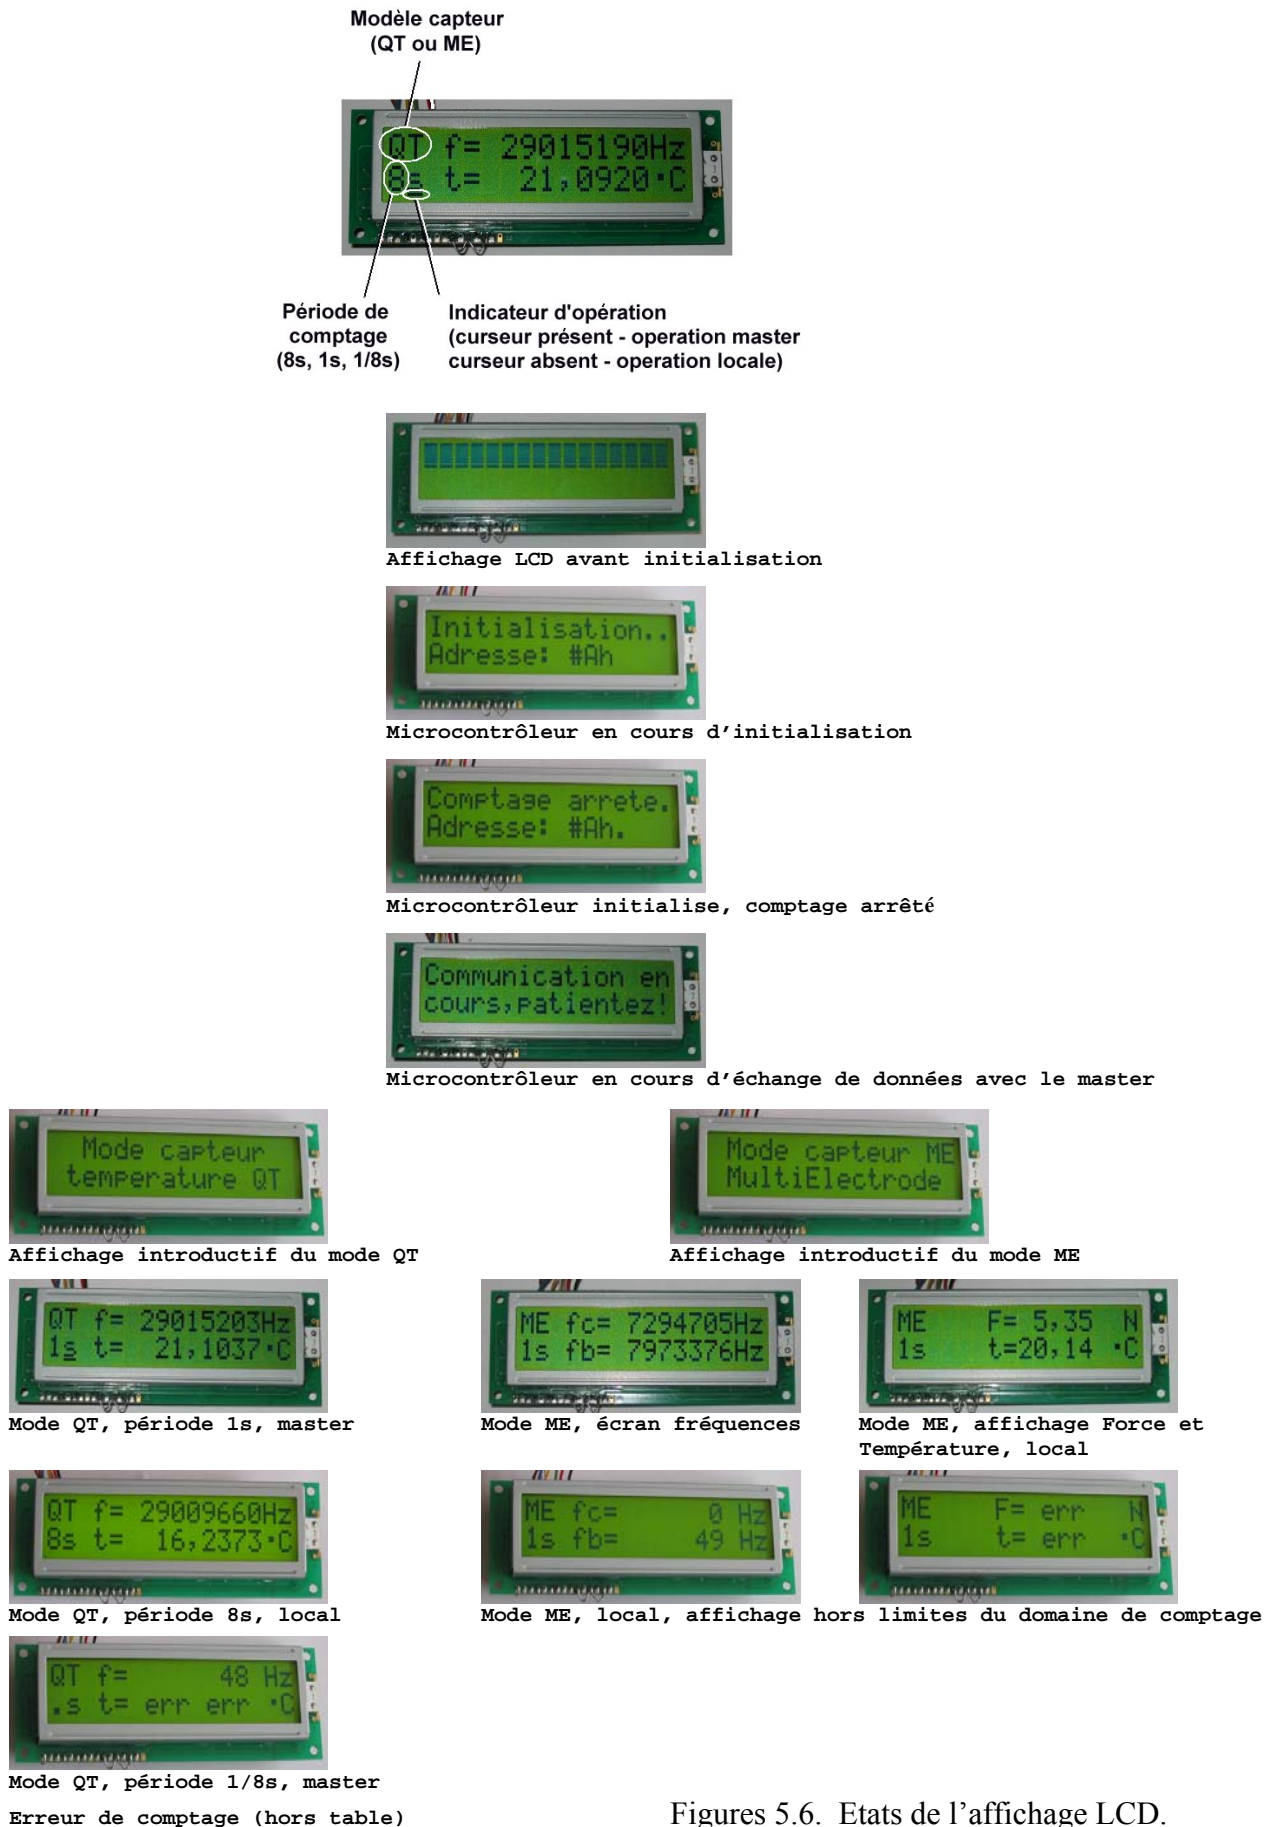 Modèle capteur
(QT ou ME)
QT f= 29015190Hz
8s t= 21,0920°C
Période de
comptage
(8s, 1s, 1/8s)
Indicateur d'opération
(curseur présent - operation master
curseur absent - operation locale)
Affichage LCD avant initialisation
Initialisation..
Adresse: #Ah
Microcontrôleur en cours d’initialisation
Comptage arrete.
Adresse: #Ah.
Microcontrôleur initialise, comptage arrêté
Communication en
cours,patientez!
Microcontrôleur en cours d’échange de données avec le master
Mode capteur
temperature QT
Affichage introductif du mode QT
Mode capteur ME
MultiElectrode
Affichage introductif du mode ME
QT f= 29015203Hz
1s t= 21,1037°C
Mode QT, période 1s, master
ME fc= 7294705Hz
1s fb= 7973376Hz
Mode ME, écran fréquences
ME F= 5,35 N
1s t=20,14 °C
Mode ME, affichage Force et
Température, local
QT f= 29009660Hz
8s t= 16,2373°C
Mode QT, période 8s, local
ME fc= 0 Hz
1s fb= 49 Hz
ME F= err N
1s t= err °C
Mode ME, local, affichage hors limites du domaine de comptage
QT f= 48 Hz
.s t= err err °C
Mode QT, période 1/8s, master
Erreur de comptage (hors table)
Figures 5.6. Etats de l’affichage LCD.